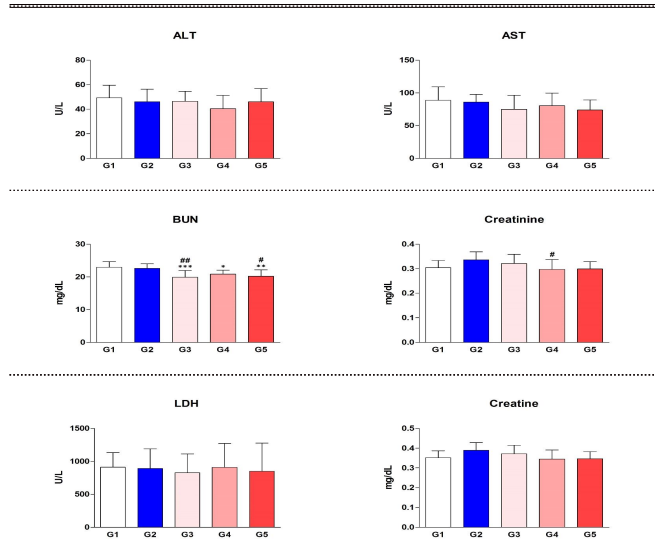 ALT
80
60
40
20
0
U/L
G1 G2 G3 G4 G5
AST
150
100
50
0
U/L
G1 G2 G3 G4 G5
BUN
30
20
10
0
mg/dL
##
***
*
#
**
G1 G2 G3 G4 G5
Creatinine
0.4
0.3
0.2
0.1
0.0
mg/dL
#
G1 G2 G3 G4 G5
LDH
1500
1000
500
0
U/L
G1 G2 G3 G4 G5
Creatine
0.5
0.4
0.3
0.2
0.1
0.0
mg/dL
G1 G2 G3 G4 G5